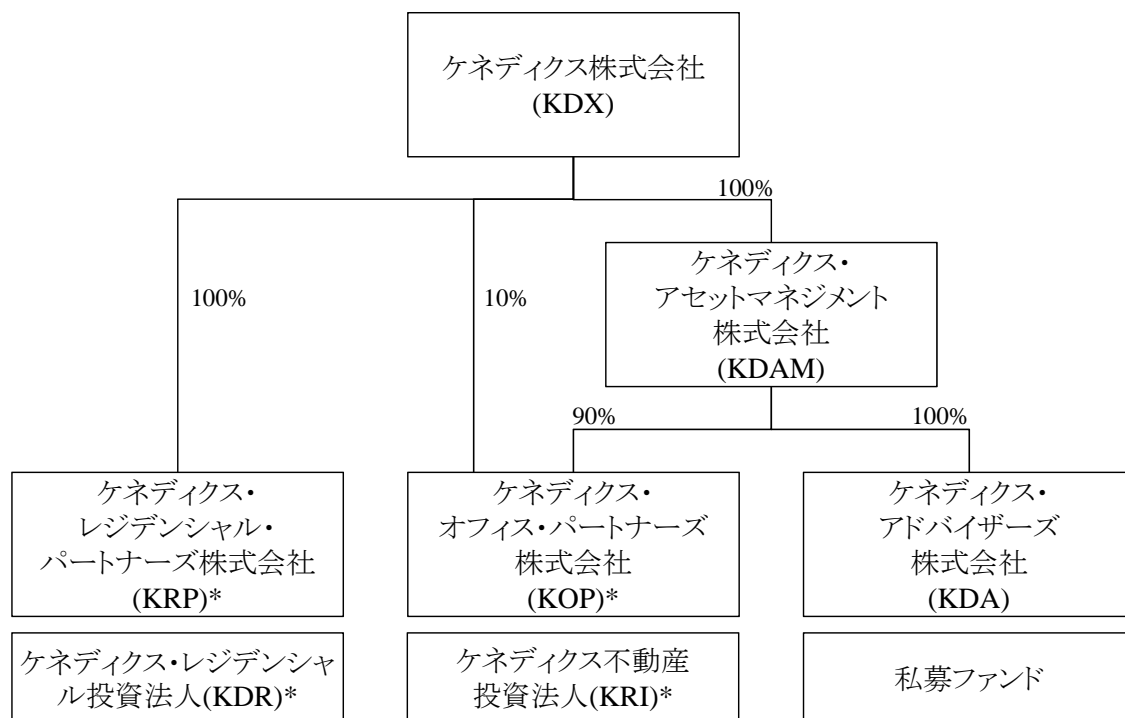 ケネディクス株式会社
(KDX)
100%
ケネディクス・
アセットマネジメント
株式会社
(KDAM)
100%
10%
90%
100%
ケネディクス・
レジデンシャル・
パートナーズ株式会社
(KRP)*
ケネディクス・
オフィス・パートナーズ
株式会社
(KOP)*
ケネディクス・
アドバイザーズ
株式会社
(KDA)
ケネディクス・レジデンシャ
ル投資法人(KDR)*
ケネディクス不動産
投資法人(KRI)*
私募ファンド